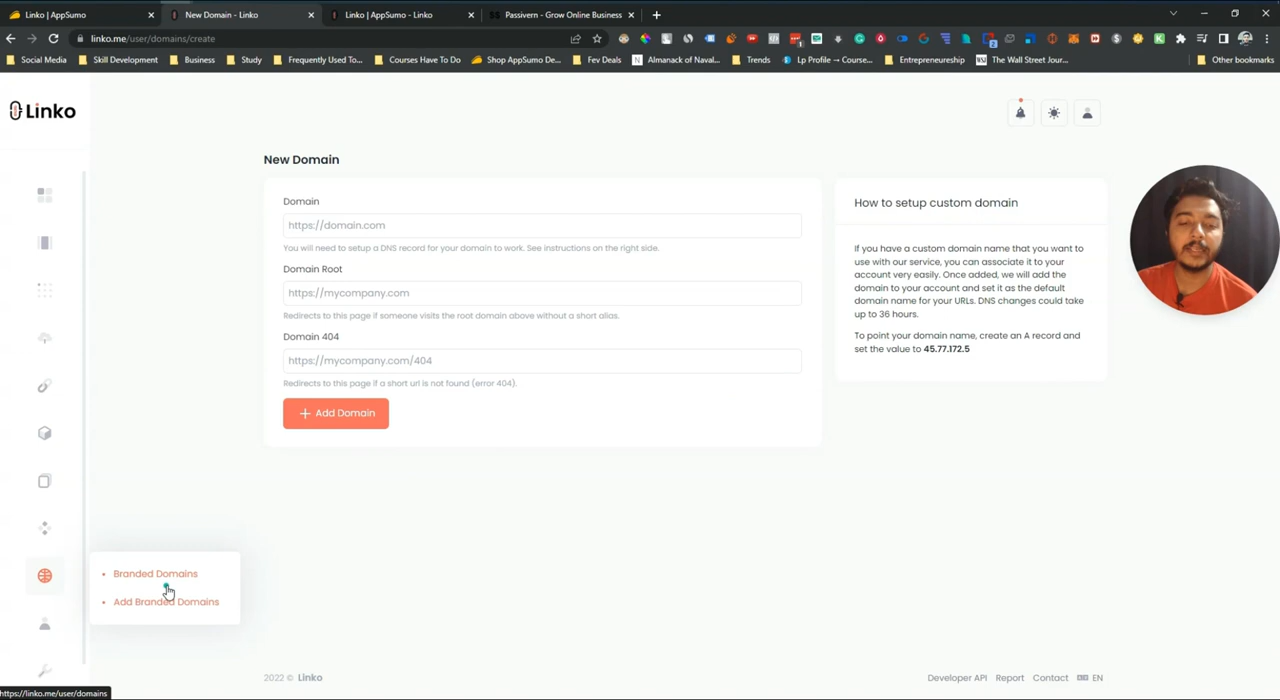 Linko | AppSumo
New Domain - Linko
Linko | AppSumo - Linko
Passivern - Grow Online Business
linko.me/user/domains/create
Social Media
Skill Development
Business
Study
Frequently Used To...
Courses Have To Do
Shop AppSumo De...
Fev Deals
Almanack of Naval...
Trends
Lp Profile → Course...
Entrepreneurship
The Wall Street Jour...
Other bookmarks
Linko
New Domain
Domain
https://domain.com
You will need to setup a DNS record for your domain to work. See instructions on the right side.
Domain Root
https://mycompany.com
Redirects to this page if someone visits the root domain above without a short alias.
Domain 404
https://mycompany.com/404
Redirects to this page if a short url is not found (error 404).
+ Add Domain
How to setup custom domain
If you have a custom domain name that you want to
use with our service, you can associate it to your
account very easily. Once added, we will add the
domain to your account and set it as the default
domain name for your URLs. DNS changes could take
up to 36 hours.
To point your domain name, create an A record and
set the value to 45.77.172.5
Branded Domains
Add Branded Domains
2022 © Linko
Developer API
Report
Contact
EN
https://linko.me/user/domains